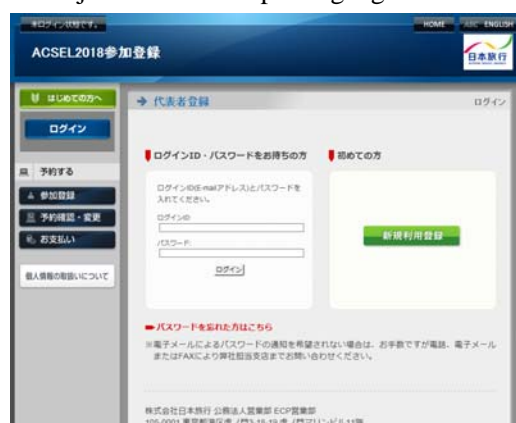 未ログイン状態です。
HOME ENGLISH
ACSEL2018参加登録
日本旅行
はじめての方へ
ログイン
予約する
参加登録
予約確認・変更
お支払い
個人情報の取扱いについて
代表者登録
ログイン
ログインID・パスワードをお持ちの方
初めての方
ログインID(E-mailアドレス)とパスワードを
入れてください。
ログインID:
パスワード:
ログイン
新規利用登録
パスワードを忘れた方はこちら
※電子メールによるパスワードの通知を希望されない場合は、お手数ですが電話、電子メール
またはFAXにより弊社担当支店までお問い合わせください。
株式会社日本旅行 公務法人営業部 ECP営業部